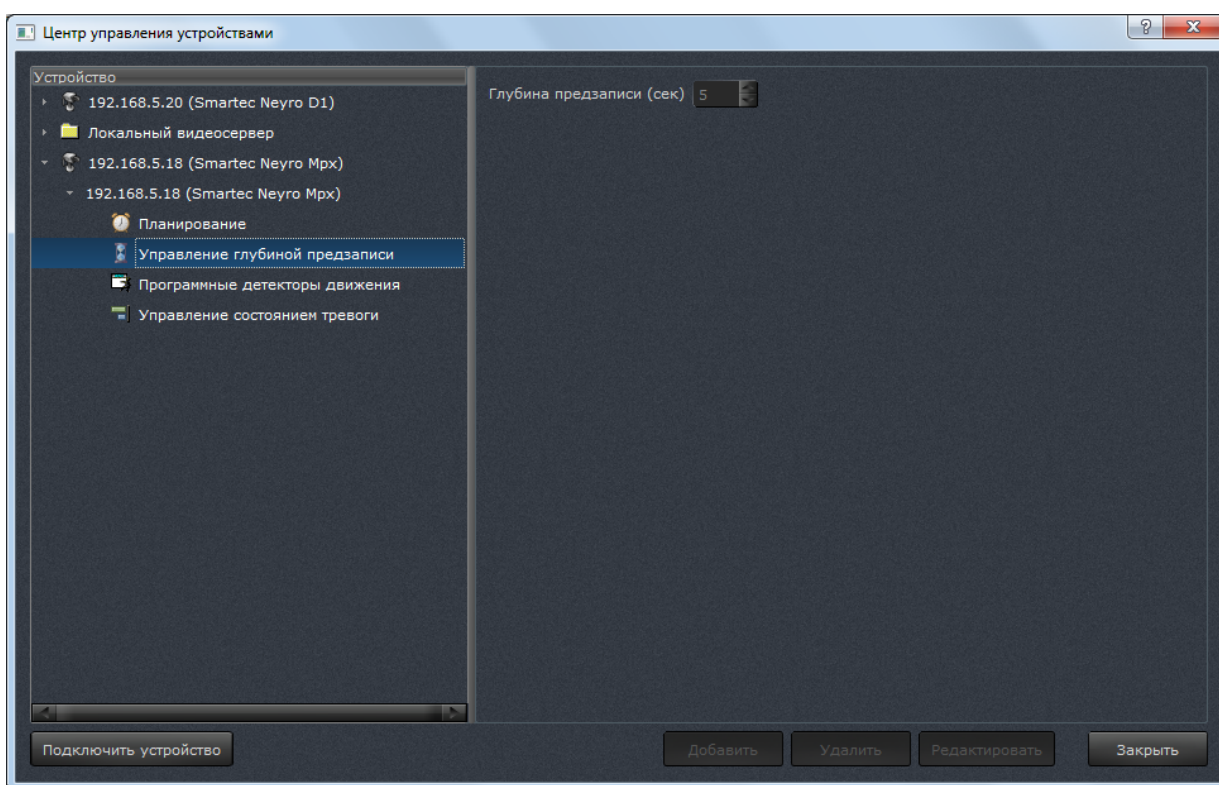 Центр управления устройствами
Устройство
192.168.5.20 (Smartec Neyro D1)
Локальный видеосервер
192.168.5.18 (Smartec Neyro Mpx)
192.168.5.18 (Smartec Neyro Mpx)
Планирование
Управление глубиной предзаписи
Программные детекторы движения
Управление состоянием тревоги
Глубина предзаписи (сек) 5
Подключить устройство
Добавить
Удалить
Редактировать
Закрыть